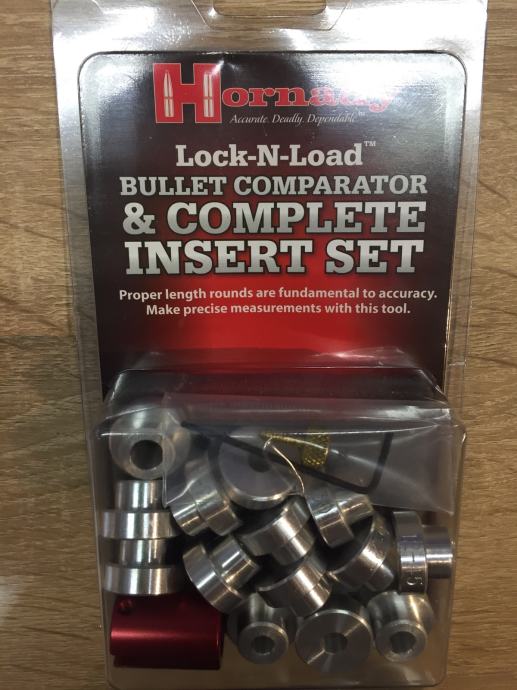 Hornady
Accurate. Deadly. Dependable.™
Lock-N-Load™
BULLET COMPARATOR
& COMPLETE
INSERT SET
Proper length rounds are fundamental to accuracy.
Make precise measurements with this tool.